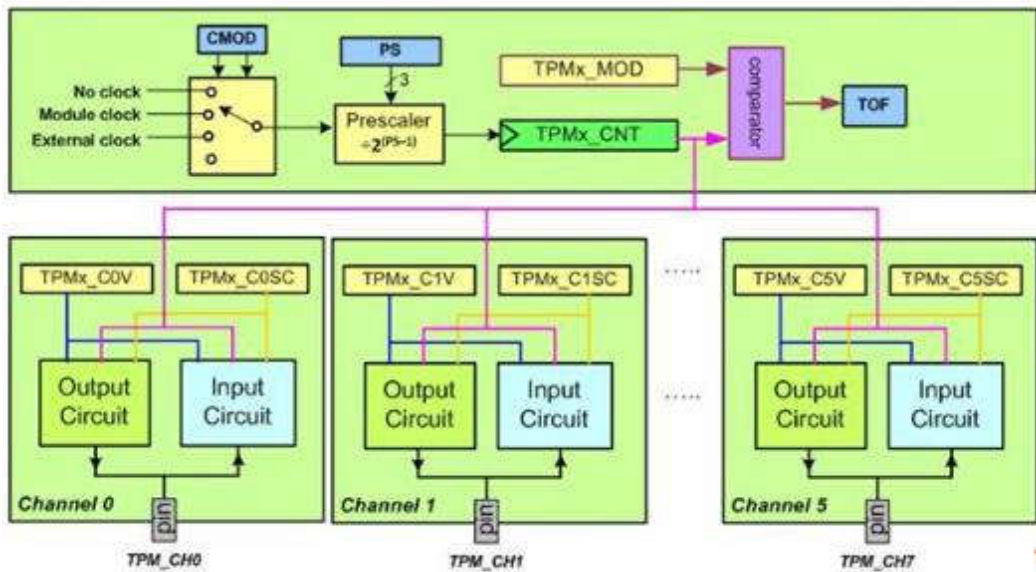 CMOD
PS
3
No clock
Module clock
External clock
Prescaler
÷2^(PS-1)
TPMx_MOD
TPMx_CNT
comparator
TOF
TPMx_C0V
TPMx_C0SC
Output
Circuit
Input
Circuit
Channel 0
pin
TPM_CH0
TPMx_C1V
TPMx_C1SC
Output
Circuit
Input
Circuit
Channel 1
pin
TPM_CH1
.....
.....
TPMx_C5V
TPMx_C5SC
Output
Circuit
Input
Circuit
Channel 5
pin
TPM_CH7